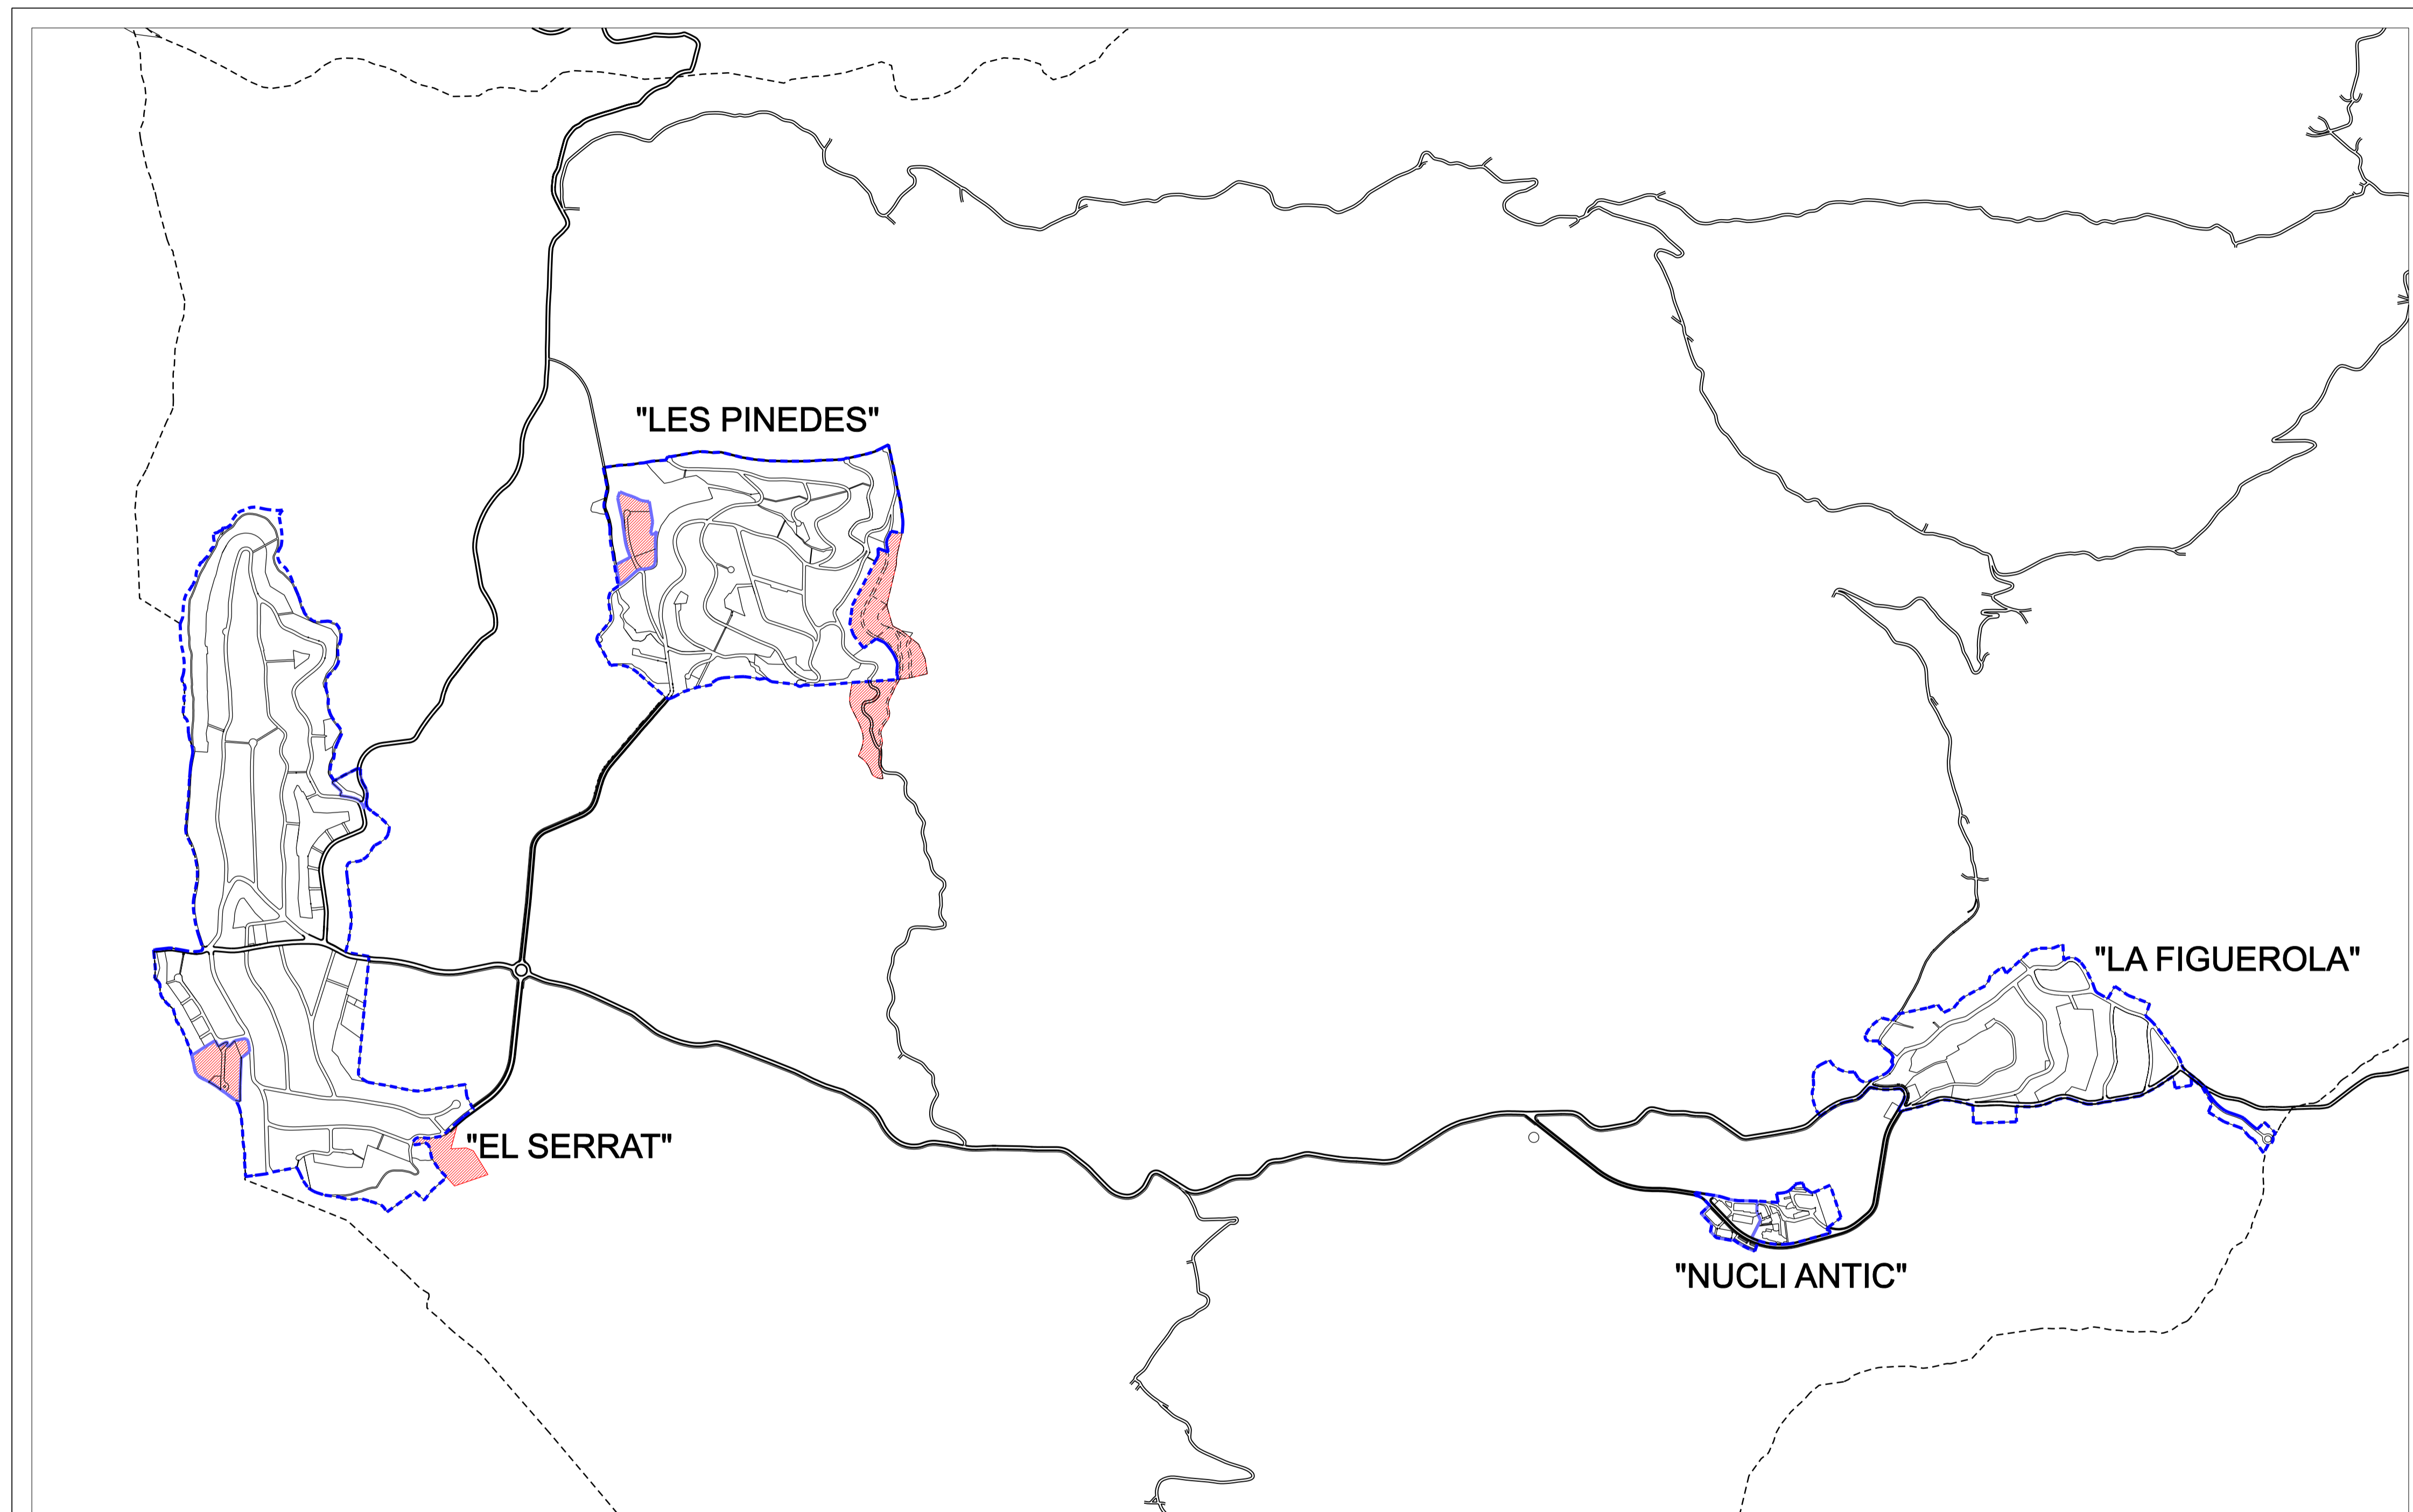 "LES PINEDES"
"LA FIGUEROLA"
"EL SERRAT"
"NUCLI ANTIC"